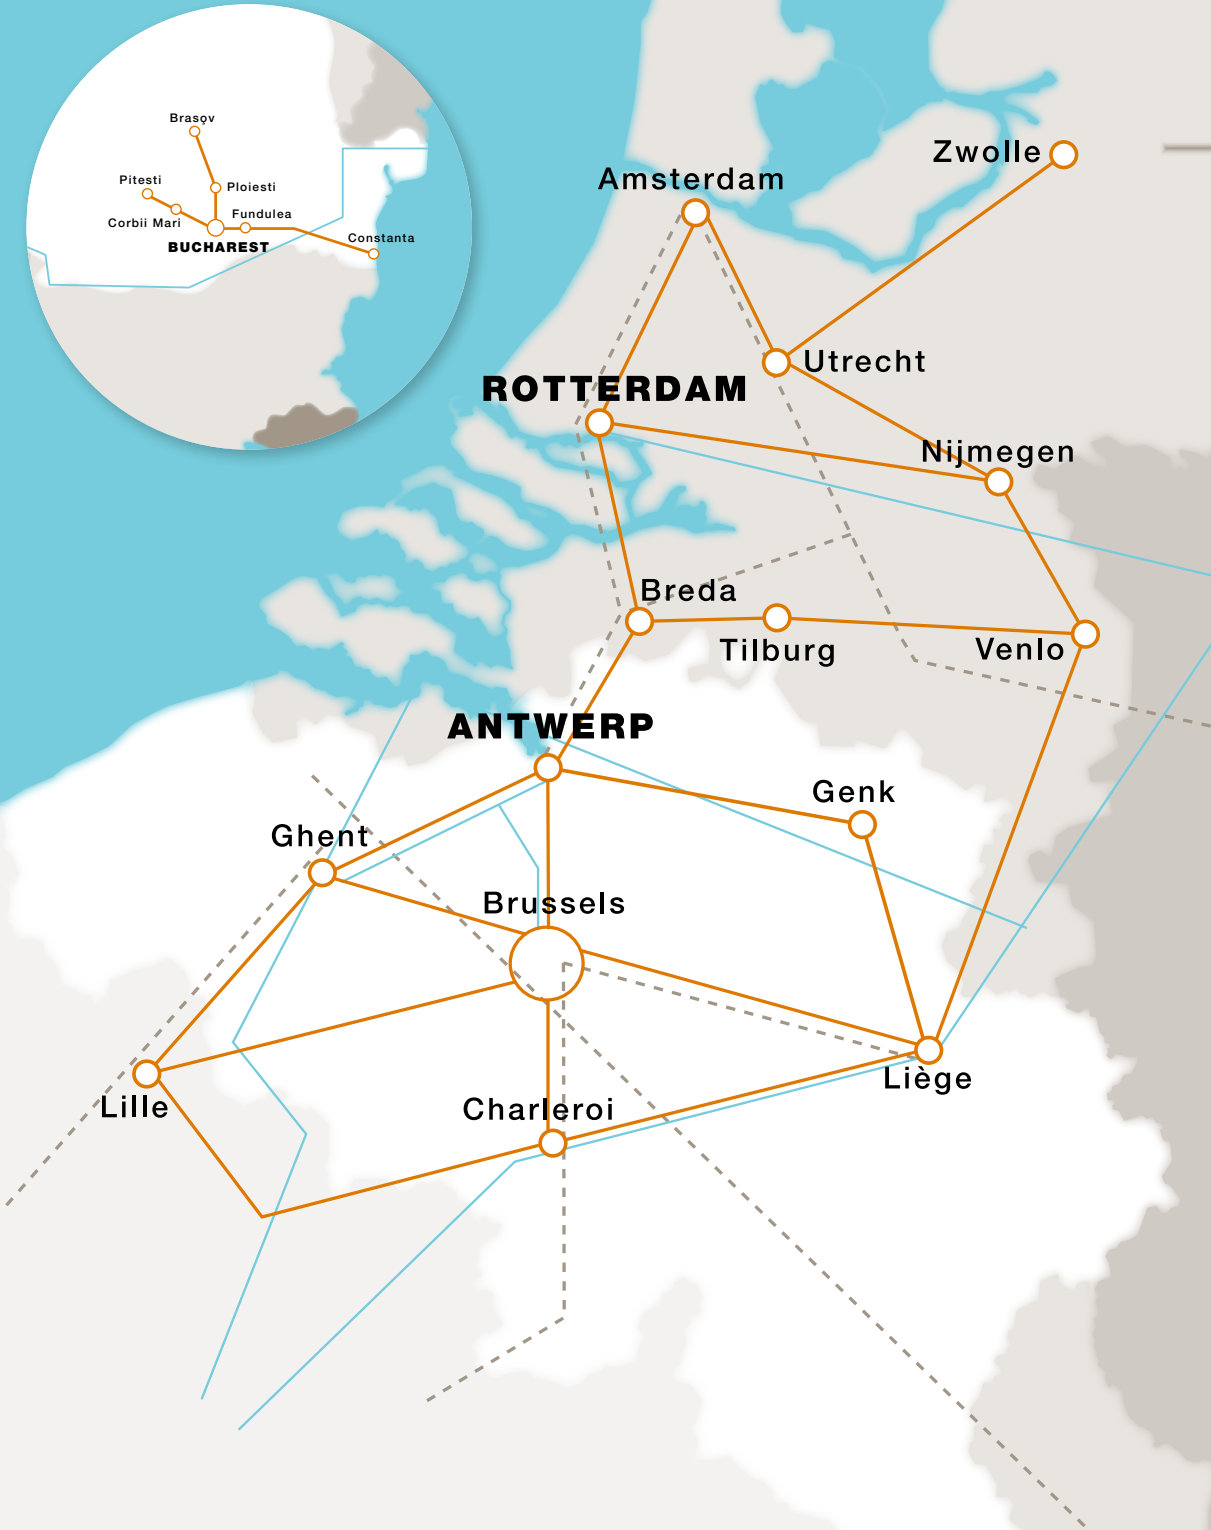 Brasqv
Pitesti
Ploiesti
Corbii Mari
Fundulea
BUCHAREST
Constanta
Zwolle
Amsterdam
Utrecht
ROTTERDAM
Nijmegen
Breda
Tilburg
Venlo
ANTWERP
Genk
Ghent
Brussels
Liège
Lille
Charleroi